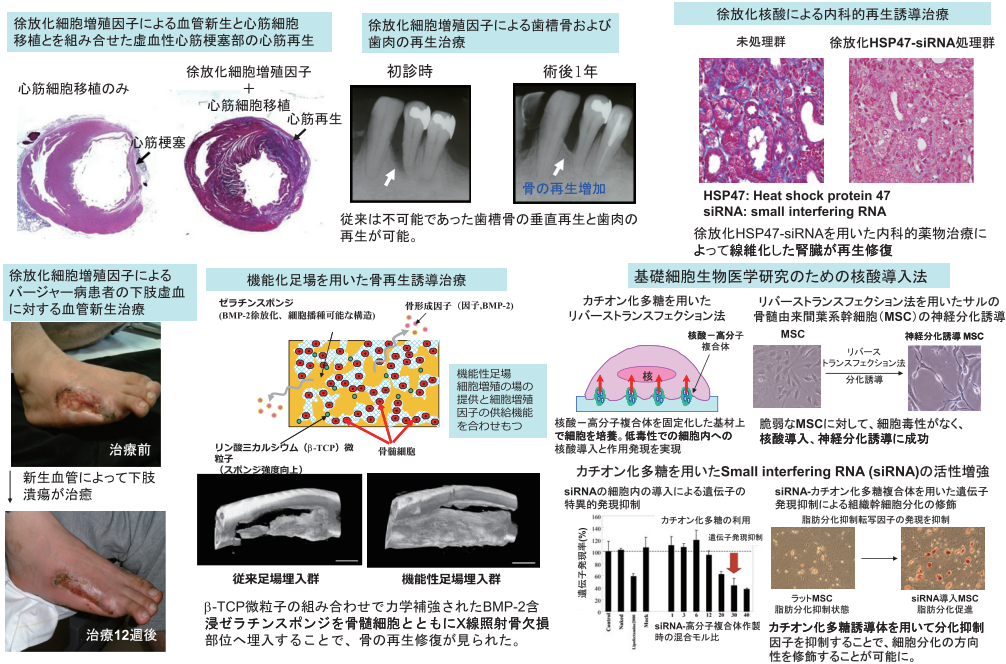 徐放化細胞増殖因子による血管新生と心筋細胞
移植とを組み合せた虚血性心筋梗塞部の心筋再生
心筋細胞移植のみ
徐放化細胞増殖因子
+
心筋細胞移植
心筋再生
心筋梗塞
徐放化細胞増殖因子による歯槽骨および
歯肉の再生治療
初診時
術後1年
骨の再生増加
従来は不可能であった歯槽骨の垂直再生と歯肉の
再生が可能。
徐放化核酸による内科的再生誘導治療
未処理群
徐放化HSP47-siRNA処理群
HSP47: Heat shock protein 47
siRNA: small interfering RNA
徐放化HSP47-siRNAを用いた内科的薬物治療に
よって線維化した腎臓が再生修復
徐放化細胞増殖因子による
バージャー病患者の下肢虚血
に対する血管新生治療
治療前
新生血管によって下肢
潰瘍が治癒
治療12週後
機能化足場を用いた骨再生誘導治療
ゼラチンスポンジ
(BMP-2徐放化、細胞播種可能な構造)
骨形成因子（因子,BMP-2)
機能性足場
細胞増殖の場の
提供と細胞増殖
因子の供給機能
を合わせもつ
リン酸三カルシウム（β-TCP）微
粒子
（スポンジ強度向上）
骨髄細胞
従来足場埋入群
機能性足場埋入群
β-TCP微粒子の組み合わせで力学補強されたBMP-2含
浸ゼラチンスポンジを骨髄細胞とともにX線照射骨欠損
部位へ埋入することで、骨の再生修復が見られた。
基礎細胞生物医学研究のための核酸導入法
カチオン化多糖を用いた
リバーストランスフェクション法
核酸ー高分子
複合体
核
核酸ー高分子複合体を固定化した基材上
で細胞を培養。低毒性での細胞内への
核酸導入と作用発現を実現
リバーストランスフェクション法を用いたサルの
骨髄由来間葉系幹細胞（MSC）の神経分化誘導
MSC
リバース
トランスフェクション法
分化誘導
神経分化誘導 MSC
脆弱なMSCに対して、細胞毒性がなく、
核酸導入、神経分化誘導に成功
カチオン化多糖を用いたSmall interfering RNA (siRNA)の活性増強
siRNAの細胞内の導入による遺伝子の
特異的発現抑制
カチオン化多糖の利用
遺伝子発現抑制
遺伝子発現率(%)
100
80
60
40
20
0
Control
Naked
Lipofectamine2000
Mock
1
3
6
12
20
30
40
siRNA-高分子複合体作製
時の混合モル比
siRNA-カチオン化多糖複合体を用いた遺伝子
発現抑制による組織幹細胞分化の修飾
脂肪分化抑制転写因子の発現を抑制
ラットMSC
脂肪分化抑制状態
siRNA導入MSC
脂肪分化促進
カチオン化多糖誘導体を用いて分化抑制
因子を抑制することで、細胞分化の方向
性を修飾することが可能に。